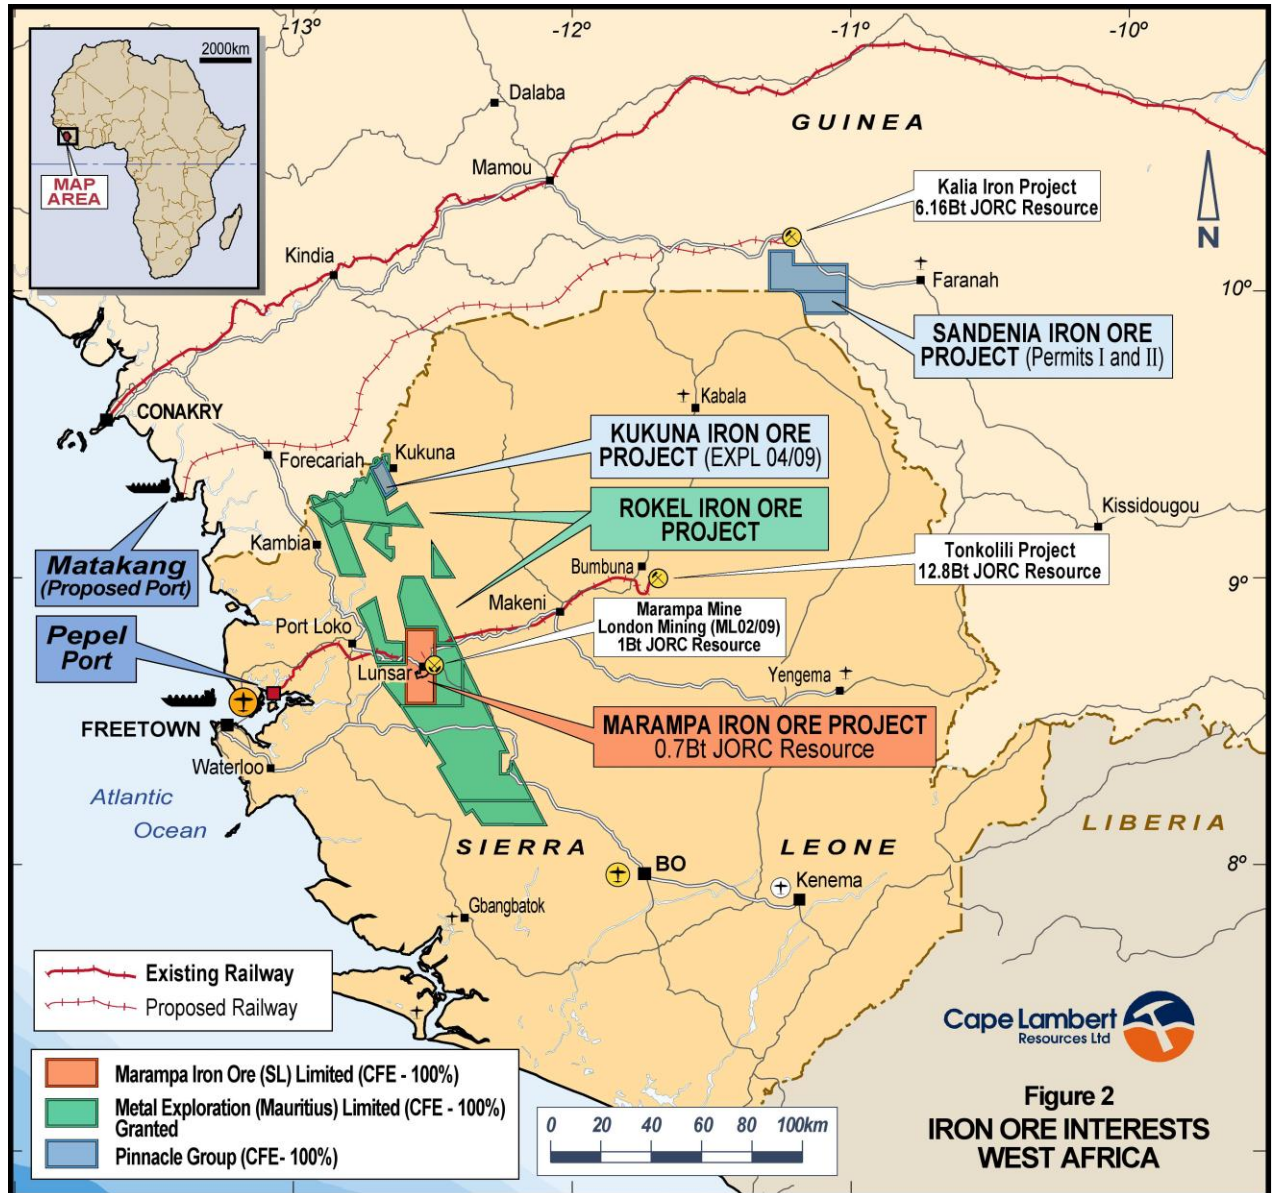 -13º
-12º
-11º
-10º
2000km
MAP
AREA
Dalaba
GUINEA
Mamou
Kalia Iron Project
6.16Bt JORC Resource
N
Kindia
Faranah
10º
SANDENIA IRON ORE
PROJECT (Permits I and II)
Kabala
CONAKRY
KUKUNA IRON ORE
PROJECT (EXPL 04/09)
Kukuna
Forecariah
ROKEL IRON ORE
PROJECT
Kissidougou
Kambia
Matakang
(Proposed Port)
Tonkolili Project
12.8Bt JORC Resource
Bumbuna
9º
Makeni
Marampa Mine
London Mining (ML02/09)
1Bt JORC Resource
Pepel
Port
Port Loko
Lunsar
Yengema
FREETOWN
MARAMPA IRON ORE PROJECT
0.7Bt JORC Resource
Waterloo
Atlantic
Ocean
LIBERIA
SIERRA LEONE
8º
BO
Kenema
Gbangbatok
Existing Railway
Proposed Railway
Cape Lambert
Resources Ltd
Marampa Iron Ore (SL) Limited (CFE - 100%)
Metal Exploration (Mauritius) Limited (CFE - 100%)
Granted
Pinnacle Group (CFE- 100%)
0 20 40 60 80 100km
Figure 2
IRON ORE INTERESTS
WEST AFRICA